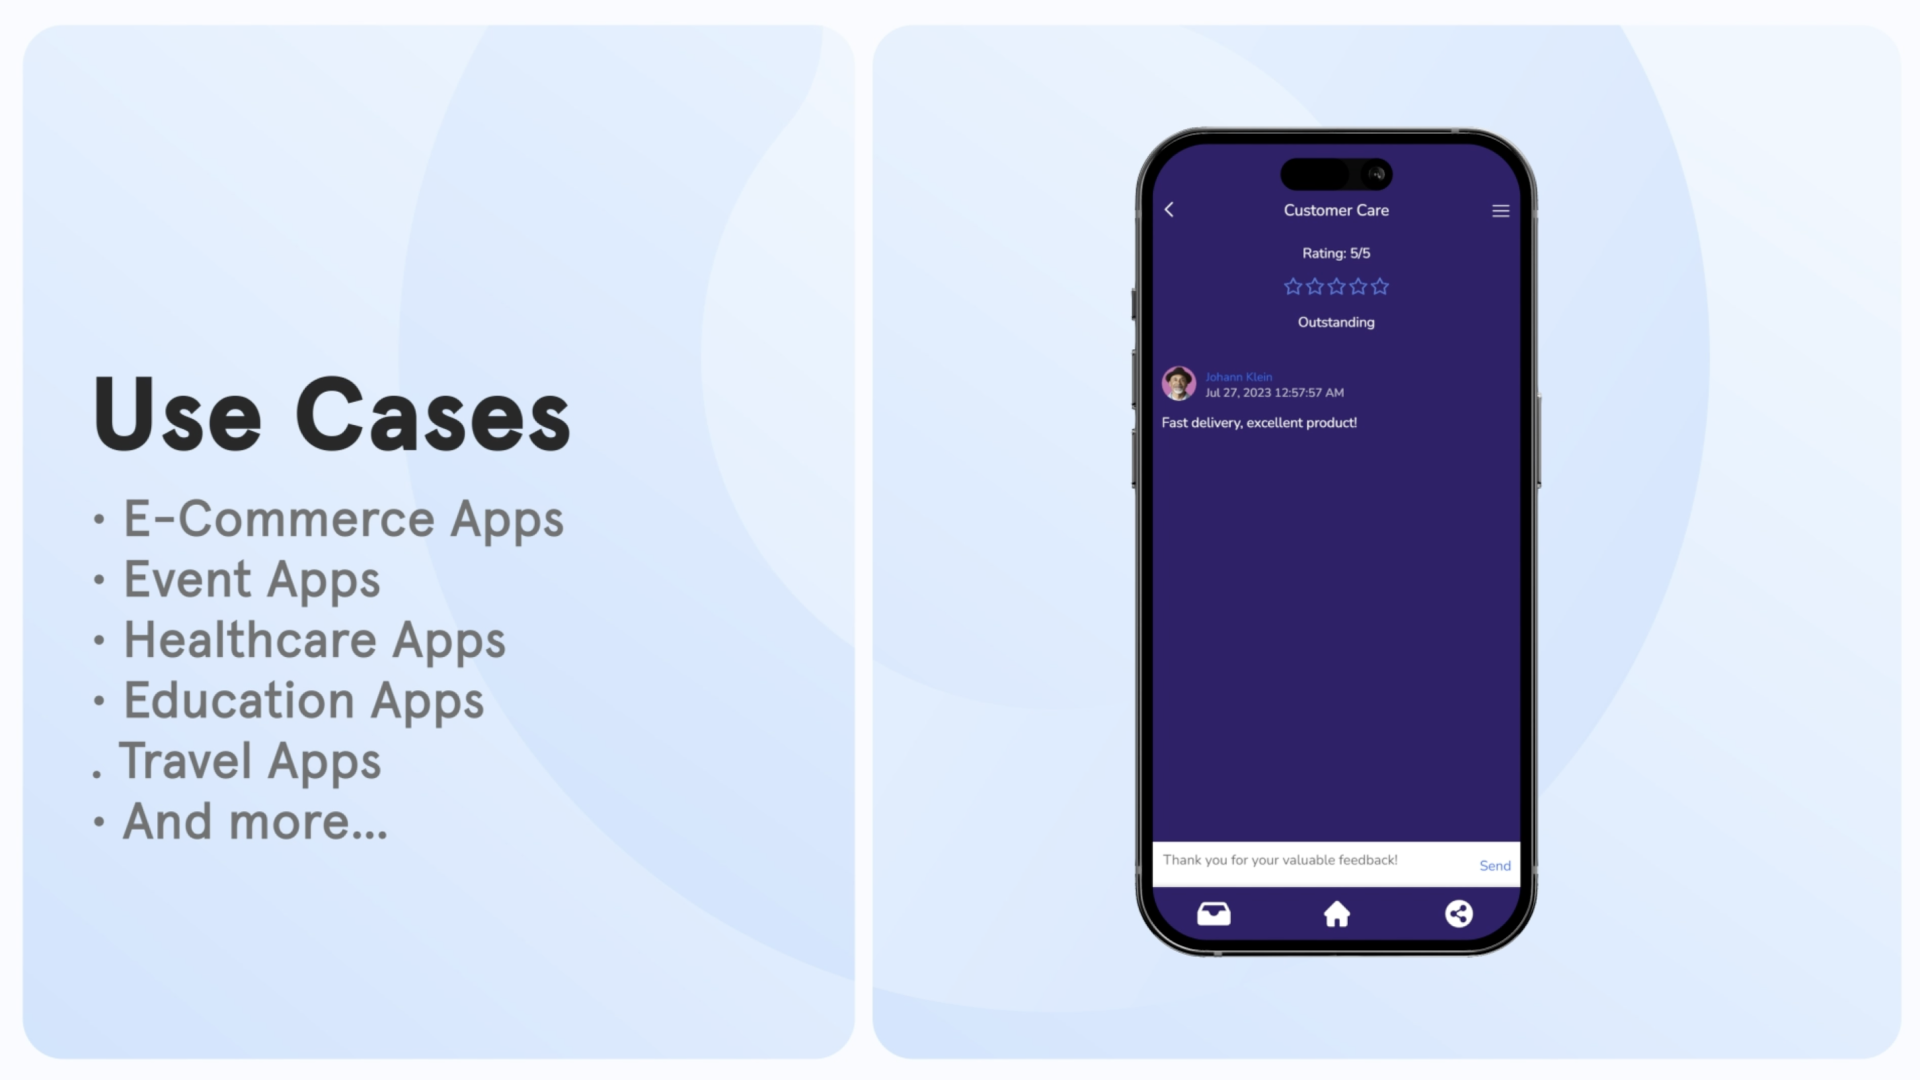 Use Cases
• E-Commerce Apps
• Event Apps
• Healthcare Apps
• Education Apps
. Travel Apps
• And more...
Customer Care
Rating: 5/5
Outstanding
Johann Klein
Jul 27, 2023 12:57:57 AM
Fast delivery, excellent product!
Thank you for your valuable feedback!
Send